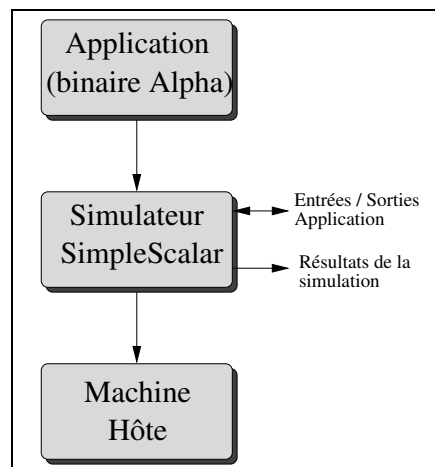 Application
(binaire Alpha)
Simulateur
SimpleScalar
Entrées / Sorties
Application
Résultats de la
simulation
Machine
Hôte